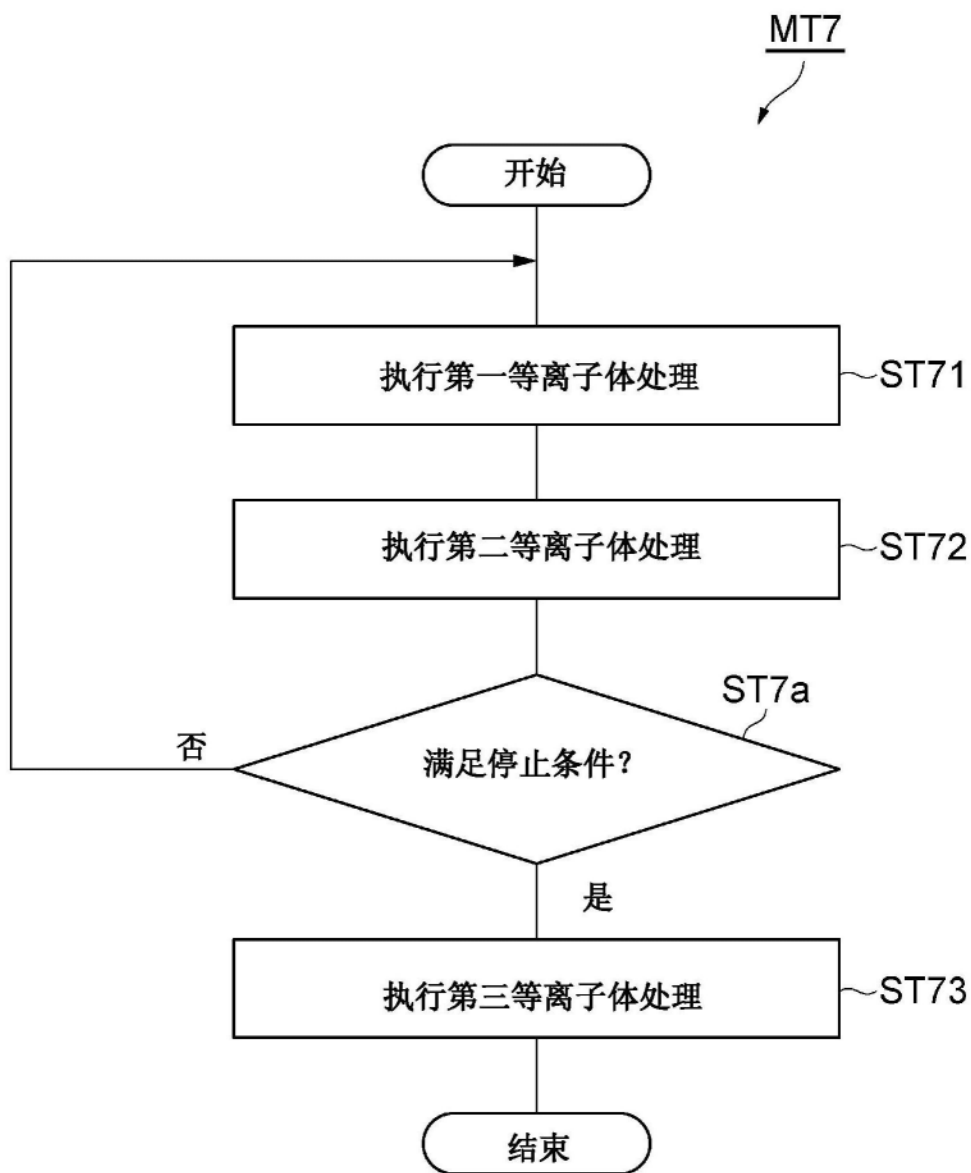 MT7
开始
执行第一等离子体处理
ST71
执行第二等离子体处理
ST72
ST7a
满足停止条件?
否
是
执行第三等离子体处理
ST73
结束